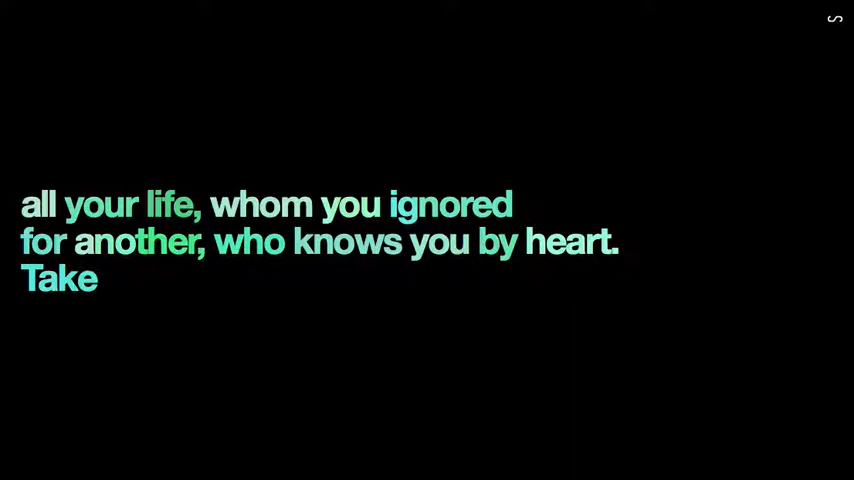 all your life, whom you ignored
for another, who knows you by heart.
Take